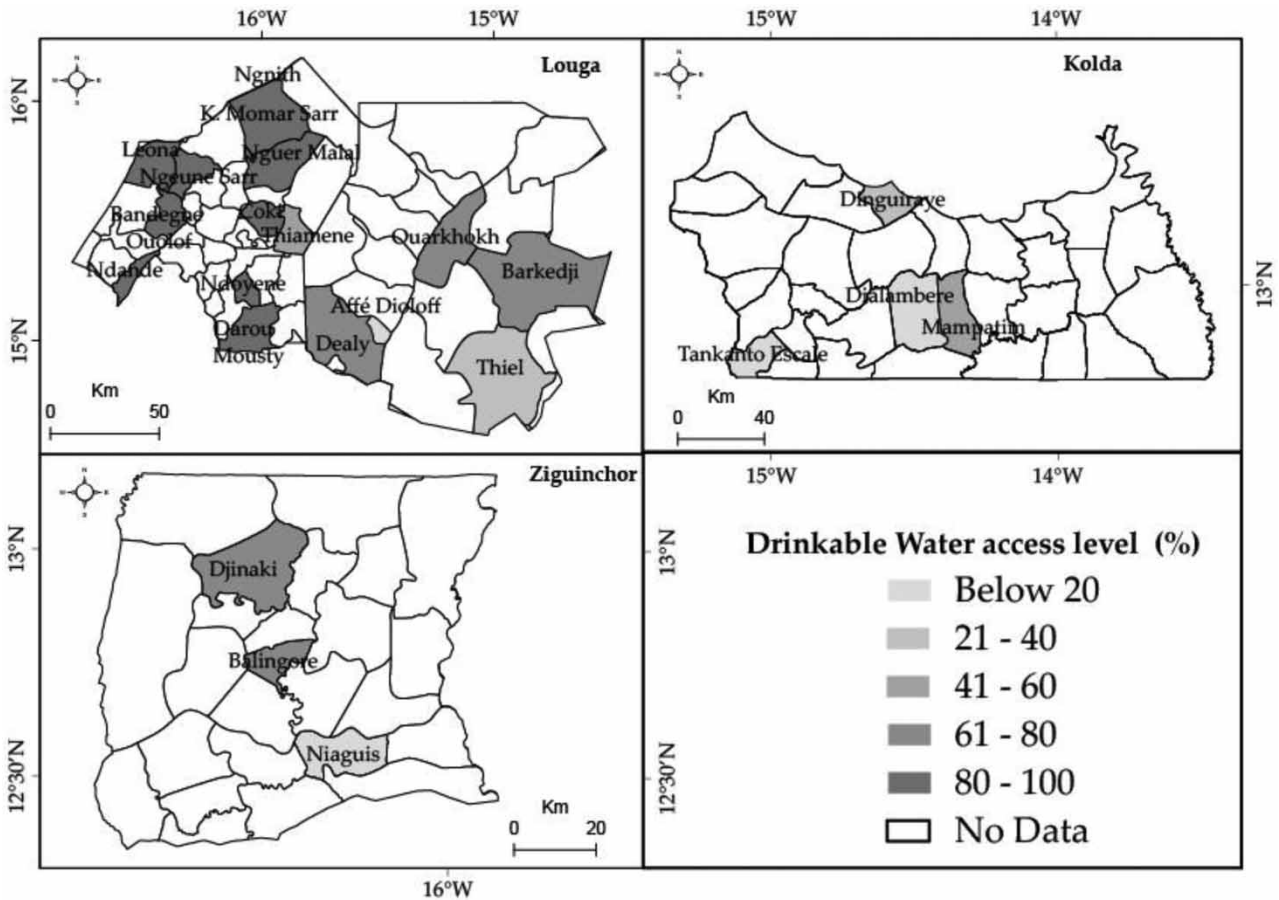 16°W
15°W
15°W
14°W
Louga
Kolda
N
W
E
S
N
W
E
S
16°N
15°N
13°N
Ngnith
K. Momar Sarr
Léona
Nguer Malal
Ngeune Sarr
Bandegne
Coki
Ouolof
Thiamene
Ouarkhokh
Ndande
Ndoyene
Barkedji
Affé Dioloff
Darou
Mousty
Dealy
Thiel
Km
0
50
Dinguiraye
Dialambere
Mampatim
Tankanto Escale
Km
0
40
Ziguinchor
N
W
E
S
13°N
12°30'N
Djinaki
Balingore
Niaguis
Km
0
20
16°W
15°W
14°W
13°N
12°30'N
Drinkable Water access level (%)
Below 20
21 - 40
41 - 60
61 - 80
80 - 100
No Data